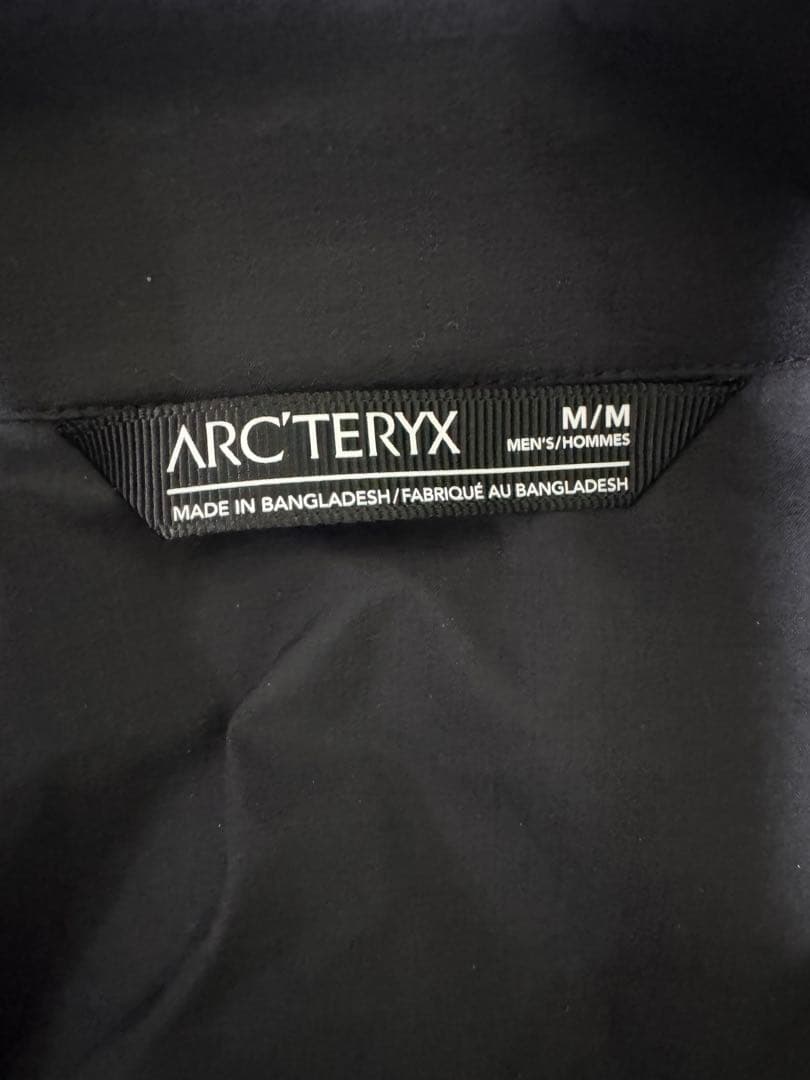 ARC'TERYX
M/M
MEN'S/HOMMES
MADE IN BANGLADESH/FABRIQUÉ AU BANGLADESH